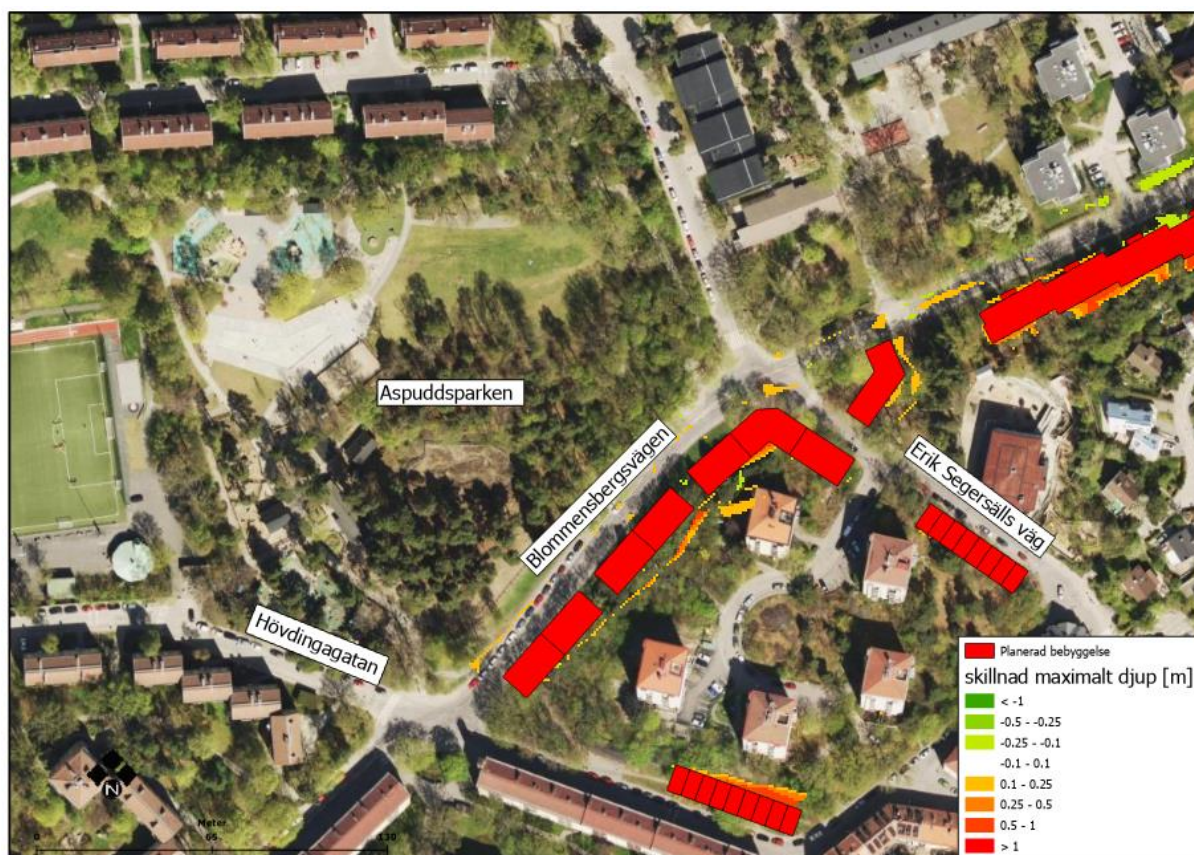 Aspuddsparken
Blommensbergsvägen
Erik Segersälls väg
Hövdingagatan
N
Meter
0 65 130
Planerad bebyggelse
skillnad maximalt djup [m]
< -1
-0.5 - -0.25
-0.25 - -0.1
-0.1 - 0.1
0.1 - 0.25
0.25 - 0.5
0.5 - 1
> 1